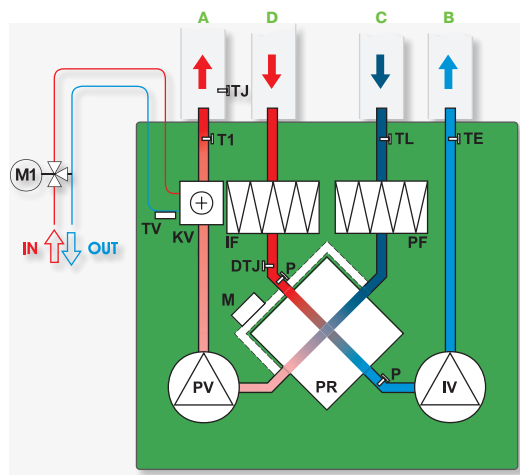 A D C B
TJ
T1 TL TE
M1
TV KV IF PF
IN OUT
DTJ P
M
PV PR P IV